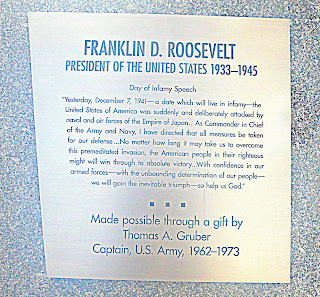 FRANKLIN D. ROOSEVELT
PRESIDENT OF THE UNITED STATES 1933–1945
Day of Infamy Speech
"Yesterday, December 7, 1941—a date which will live in infamy—the
United States of America was suddenly and deliberately attacked by
naval and air forces of the Empire of Japan...As Commander in Chief
of the Army and Navy, I have directed that all measures be taken
for our defense...No matter how long it may take us to overcome
this premeditated invasion, the American people in their righteous
might will win through to absolute victory...With confidence in our
armed forces—with the unbounding determination of our people—
we will gain the inevitable triumph—so help us God."
Made possible through a gift by
Thomas A. Gruber
Captain, U.S. Army, 1962–1973